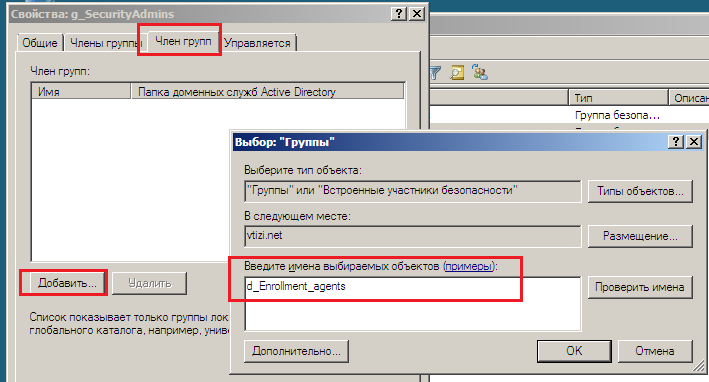 Свойства: g_SecurityAdmins
Общие Члены группы Член групп Управляется
Член групп:
Имя Папка доменных служб Active Directory
Тип Описан
Группа безопа...
Выбор: "Группы"
Выберите тип объекта:
"Группы" или "Встроенные участники безопасности" Типы объектов...
В следующем месте:
vtizi.net Размещение...
Введите имена выбираемых объектов (примеры):
d_Enrollment_agents Проверить имена
Добавить... Удалить
Список показывает только группы лок
глобального каталога, например, униве
Дополнительно... OK Отмена